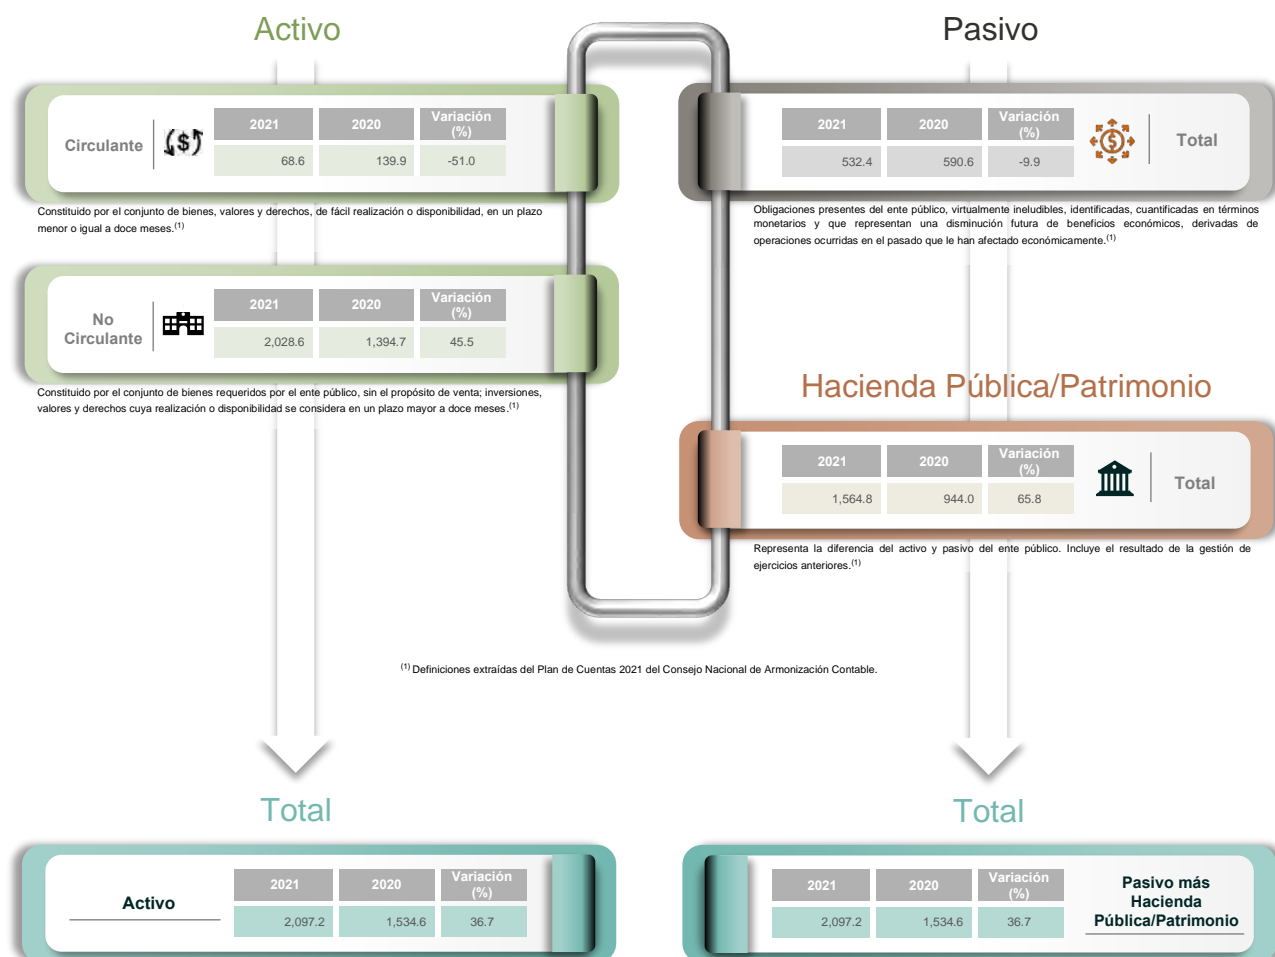 Activo
Circulante
2021 2020 Variación
(%)
68.6 139.9 -51.0
Constituido por el conjunto de bienes, valores y derechos, de fácil realización o disponibilidad, en un plazo
menor o igual a doce meses.(1)
No
Circulante
2021 2020 Variación
(%)
2,028.6 1,394.7 45.5
Constituido por el conjunto de bienes requeridos por el ente público, sin el propósito de venta; inversiones,
valores y derechos cuya realización o disponibilidad se considera en un plazo mayor a doce meses.(1)
Pasivo
2021 2020 Variación
(%)
532.4 590.6 -9.9
Total
Obligaciones presentes del ente público, virtualmente ineludibles, identificadas, cuantificadas en términos
monetarios y que representan una disminución futura de beneficios económicos, derivadas de
operaciones ocurridas en el pasado que le han afectado económicamente.(1)
Hacienda Pública/Patrimonio
2021 2020 Variación
(%)
1,564.8 944.0 65.8
Total
Representa la diferencia del activo y pasivo del ente público. Incluye el resultado de la gestión de
ejercicios anteriores.(1)
(1) Definiciones extraídas del Plan de Cuentas 2021 del Consejo Nacional de Armonización Contable.
Total
Activo
2021 2020 Variación
(%)
2,097.2 1,534.6 36.7
Total
2021 2020 Variación
(%)
2,097.2 1,534.6 36.7
Pasivo más
Hacienda
Pública/Patrimonio